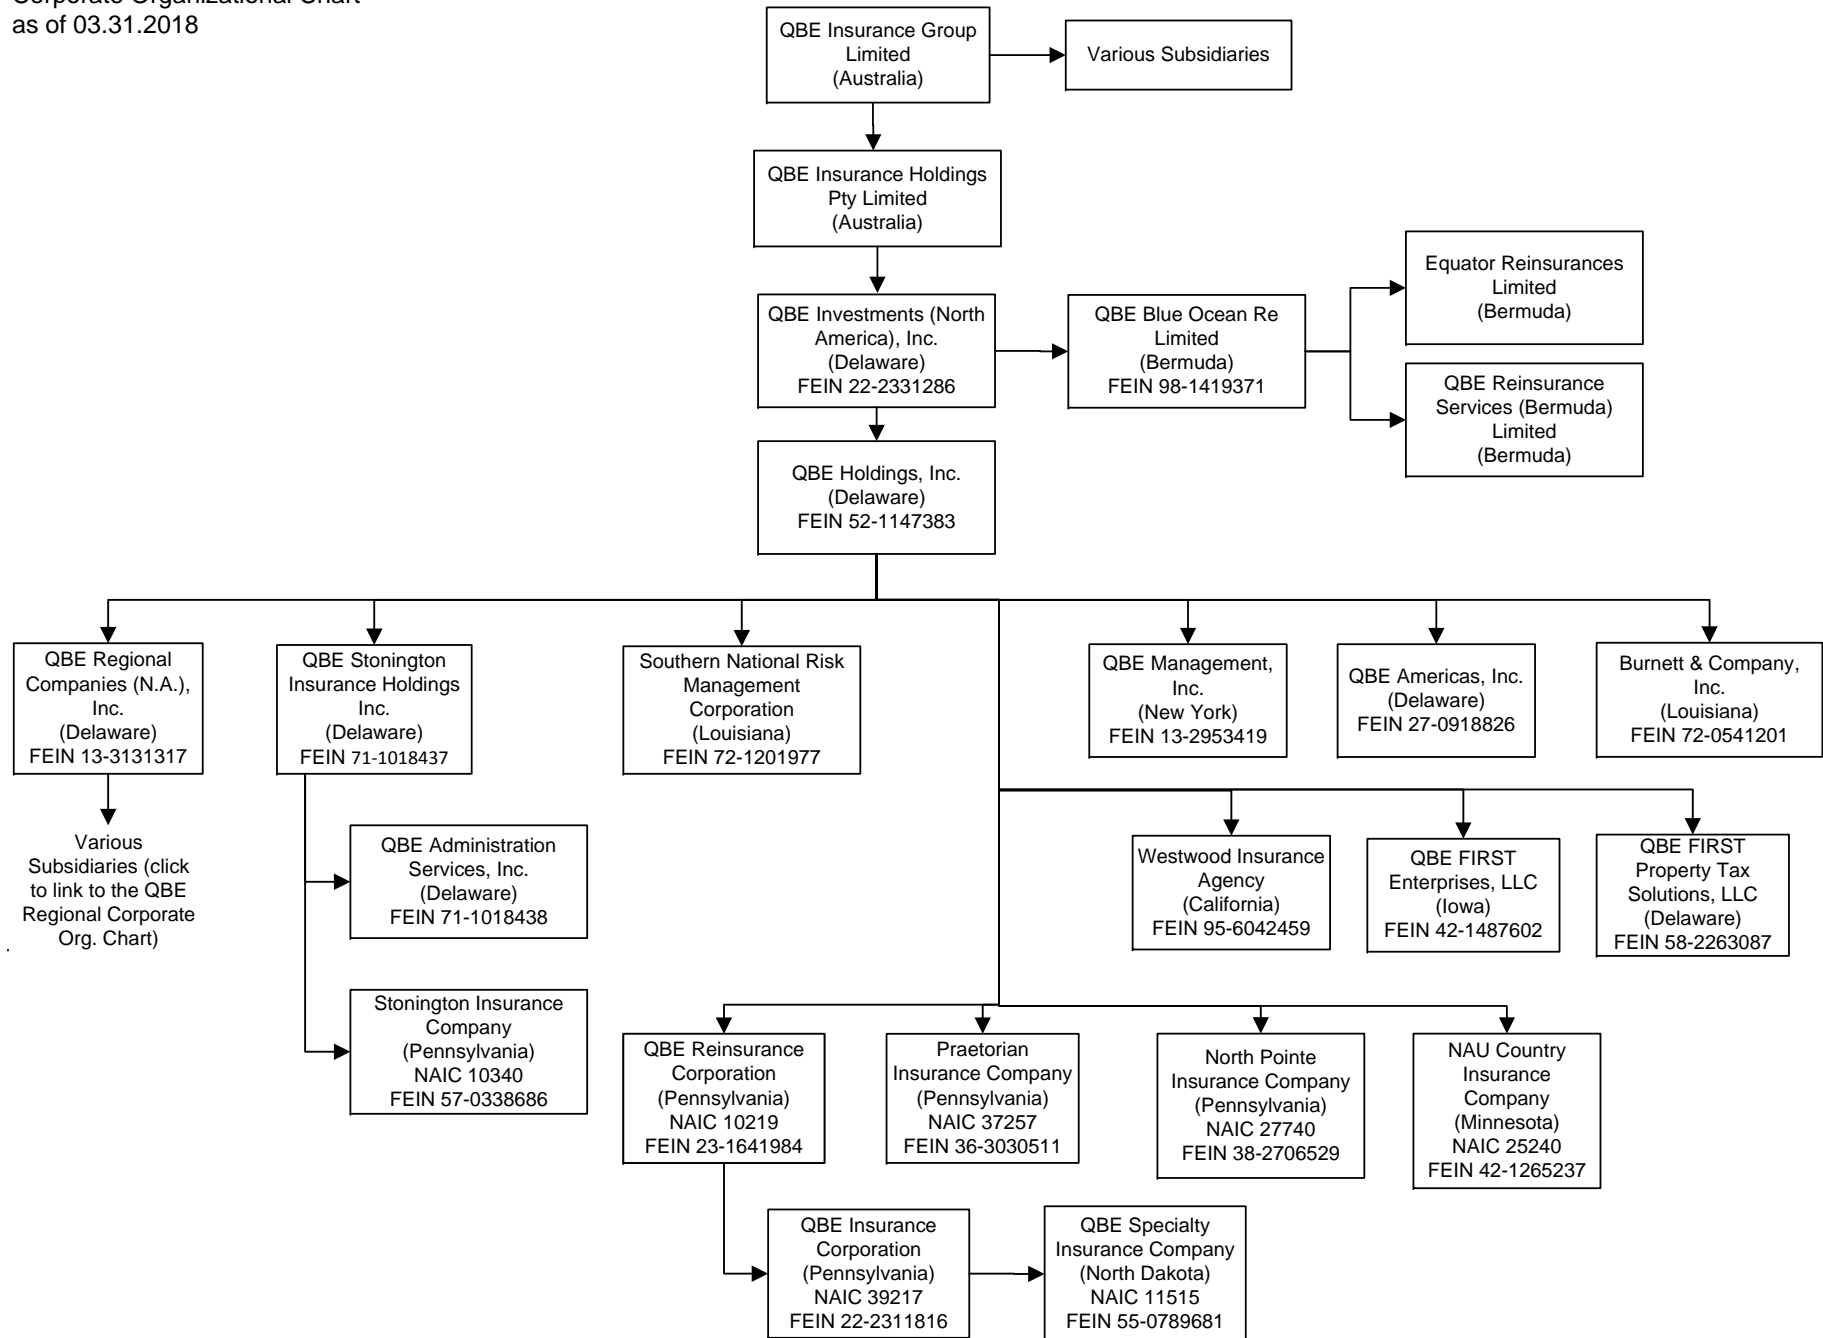 Corporate Organizational Chart
as of 03.31.2018
QBE Insurance Group
Limited
(Australia)
Various Subsidiaries
QBE Insurance Holdings
Pty Limited
(Australia)
QBE Investments (North
America), Inc.
(Delaware)
FEIN 22-2331286
QBE Blue Ocean Re
Limited
(Bermuda)
FEIN 98-1419371
Equator Reinsurances
Limited
(Bermuda)
QBE Reinsurance
Services (Bermuda)
Limited
(Bermuda)
QBE Holdings, Inc.
(Delaware)
FEIN 52-1147383
QBE Regional
Companies (N.A.),
Inc.
(Delaware)
FEIN 13-3131317
QBE Stonington
Insurance Holdings
Inc.
(Delaware)
FEIN 71-1018437
Southern National Risk
Management
Corporation
(Louisiana)
FEIN 72-1201977
QBE Management,
Inc.
(New York)
FEIN 13-2953419
QBE Americas, Inc.
(Delaware)
FEIN 27-0918826
Burnett & Company,
Inc.
(Louisiana)
FEIN 72-0541201
Various
Subsidiaries (click
to link to the QBE
Regional Corporate
Org. Chart)
.
QBE Administration
Services, Inc.
(Delaware)
FEIN 71-1018438
Westwood Insurance
Agency
(California)
FEIN 95-6042459
QBE FIRST
Enterprises, LLC
(Iowa)
FEIN 42-1487602
QBE FIRST
Property Tax
Solutions, LLC
(Delaware)
FEIN 58-2263087
Stonington Insurance
Company
(Pennsylvania)
NAIC 10340
FEIN 57-0338686
QBE Reinsurance
Corporation
(Pennsylvania)
NAIC 10219
FEIN 23-1641984
Praetorian
Insurance Company
(Pennsylvania)
NAIC 37257
FEIN 36-3030511
North Pointe
Insurance Company
(Pennsylvania)
NAIC 27740
FEIN 38-2706529
NAU Country
Insurance
Company
(Minnesota)
NAIC 25240
FEIN 42-1265237
QBE Insurance
Corporation
(Pennsylvania)
NAIC 39217
FEIN 22-2311816
QBE Specialty
Insurance Company
(North Dakota)
NAIC 11515
FEIN 55-0789681